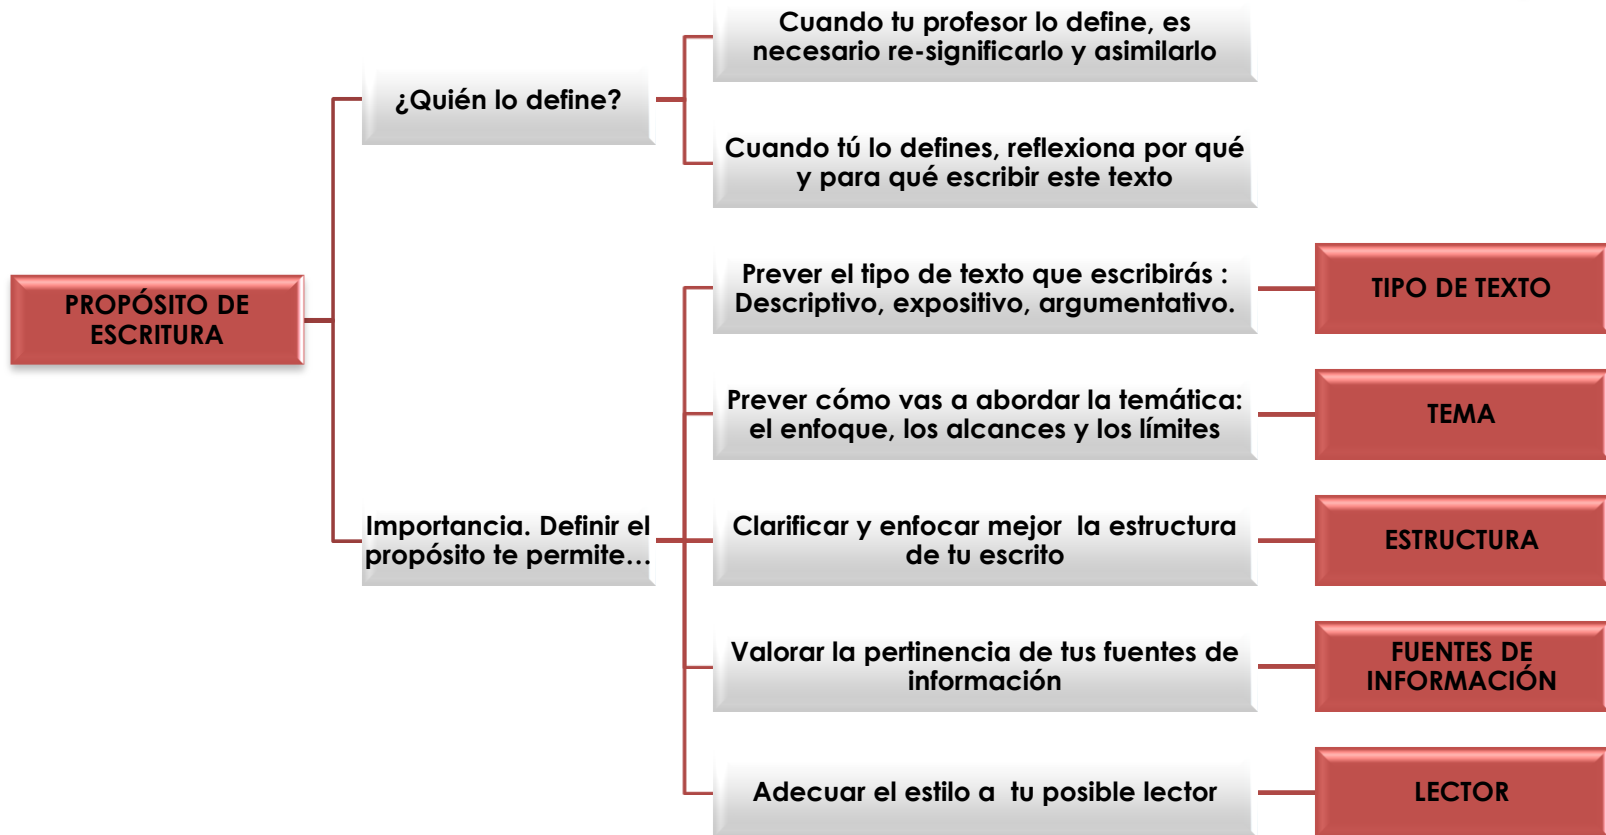 Cuando tu profesor lo define, es
necesario re-significarlo y asimilarlo
¿Quién lo define?
Cuando tú lo defines, reflexiona por qué
y para qué escribir este texto
PROPÓSITO DE
ESCRITURA
Prever el tipo de texto que escribirás :
Descriptivo, expositivo, argumentativo.
TIPO DE TEXTO
Prever cómo vas a abordar la temática:
el enfoque, los alcances y los límites
TEMA
Importancia. Definir el
propósito te permite...
Clarificar y enfocar mejor  la estructura
de tu escrito
ESTRUCTURA
Valorar la pertinencia de tus fuentes de
información
FUENTES DE
INFORMACIÓN
Adecuar el estilo a  tu posible lector
LECTOR